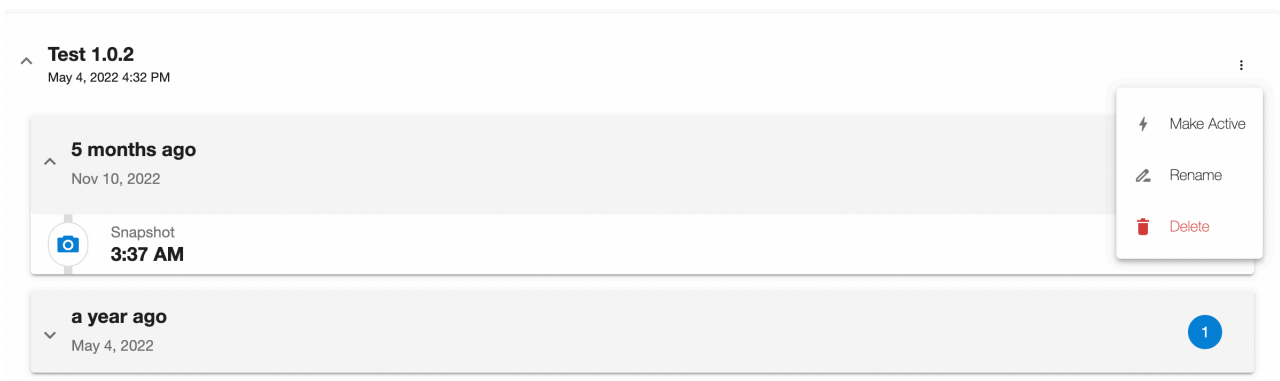 Test 1.0.2
May 4, 2022 4:32 PM
Make Active
5 months ago
Nov 10, 2022
Rename
Snapshot
3:37 AM
Delete
a year ago
May 4, 2022
1